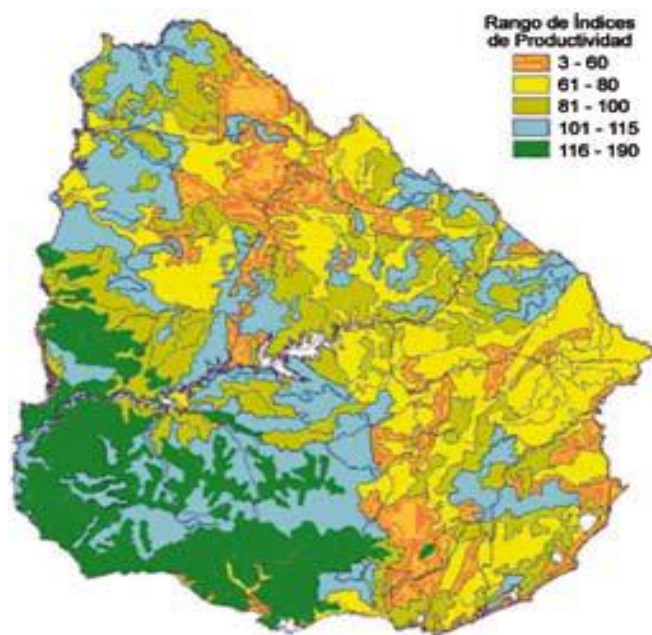 Rango de Índices
de Productividad
3 - 60
61 - 80
81 - 100
101 - 115
116 - 190